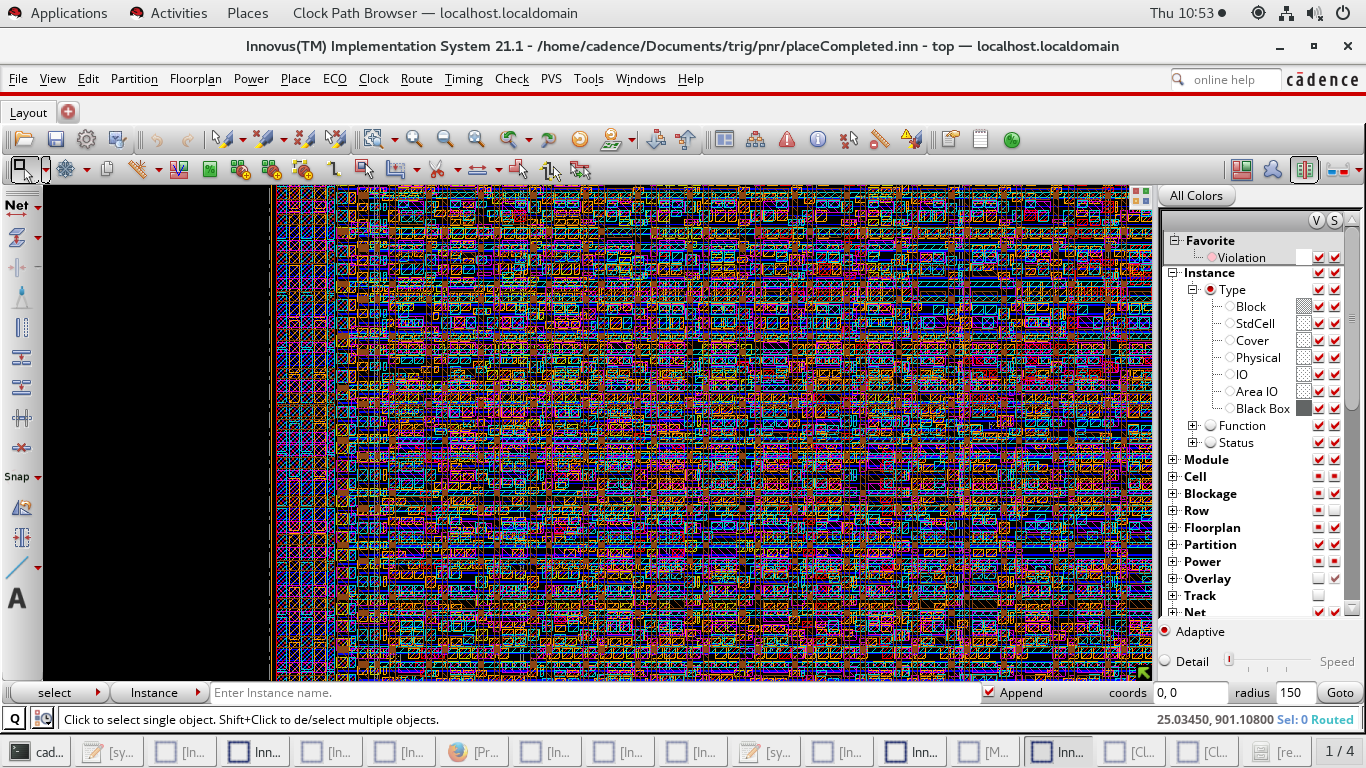 Applications Activities Places Clock Path Browser — localhost.localdomain Thu 10:53
Innovus(TM) Implementation System 21.1 - /home/cadence/Documents/trig/pnr/placeCompleted.inn - top — localhost.localdomain
File View Edit Partition Floorplan Power Place ECO Clock Route Timing Check PVS Tools Windows Help online help cādence
Layout
All Colors
Net
V S
Favorite
Violation
Instance
Type
Block
StdCell
Cover
Physical
IO
Area IO
Black Box
Function
Status
Module
Cell
Blockage
Row
Floorplan
Partition
Power
Overlay
Track
Net
Snap
A
Adaptive
Detail Speed
select Instance Enter Instance name. Append coords 0, 0 radius 150 Goto
Q Click to select single object. Shift+Click to de/select multiple objects. 25.03450, 901.10800 Sel: 0 Routed
cad... [sy... [In... Inn... [In... [In... [Pr... [In... [In... [In... [sy... [In... Inn... [M... Inn... [Cl... [Cl... [re... 1 / 4